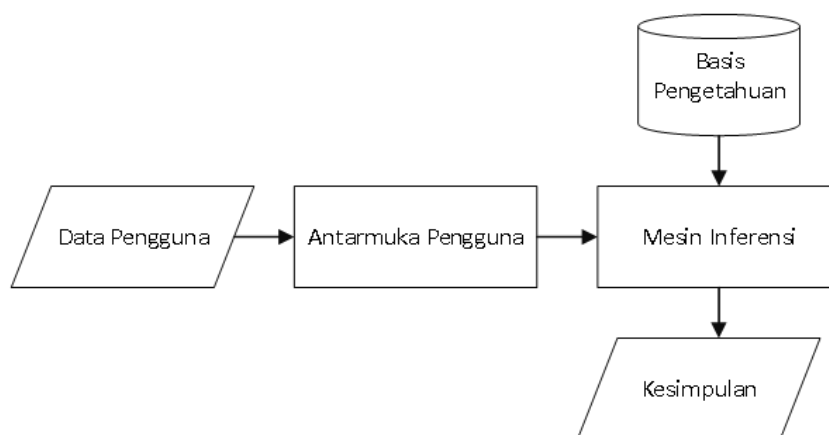 Basis
Pengetahuan
Data Pengguna
Antarmuka Pengguna
Mesin Inferensi
Kesimpulan